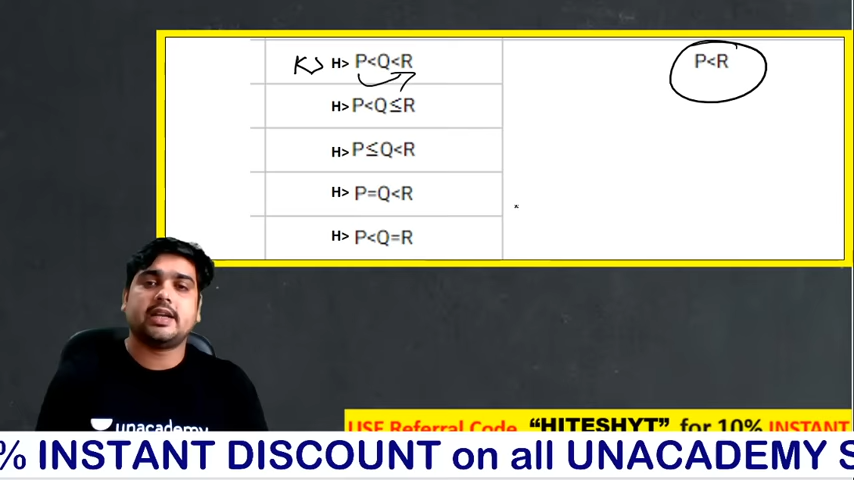 K> H> P<Q<R P<R
H> P<Q≤R
H> P≤Q<R
H> P=Q<R
H> P<Q=R
unacademy
USE Referral Code "HITESHYT" for 10% INSTANT
% INSTANT DISCOUNT on all UNACADEMY S